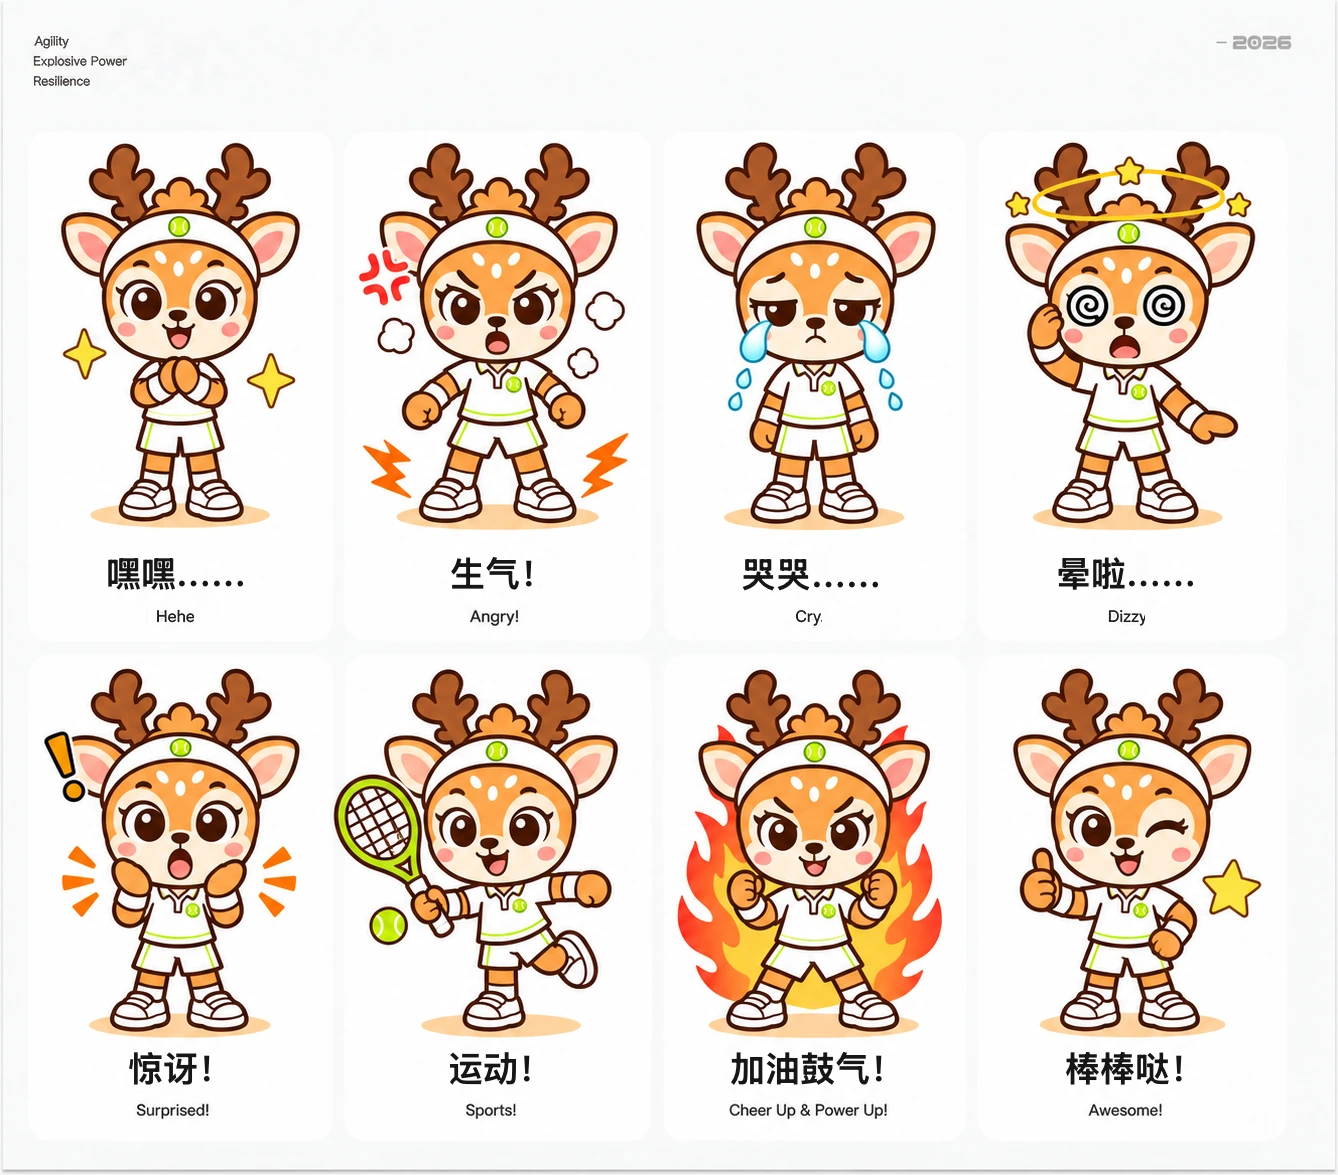 Agility
Explosive Power
Resilience
– 2026
嘿嘿……
Hehe
生气！
Angry!
哭哭……
Cry.
晕啦……
Dizzy
惊讶！
Surprised!
运动！
Sports!
加油鼓气！
Cheer Up & Power Up!
棒棒哒！
Awesome!